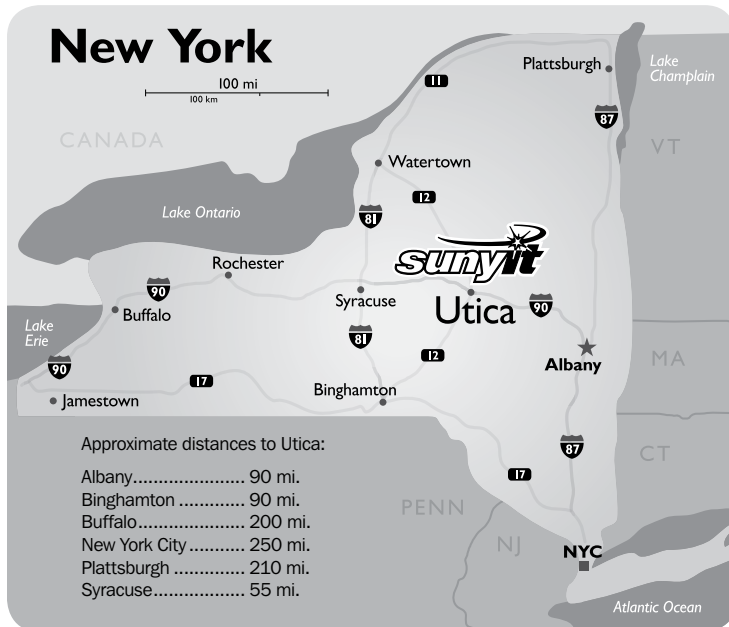 New York
100 mi
100 km
CANADA
Plattsburgh
Lake
Champlain
11
87
VT
Watertown
12
Lake Ontario
81
sunyit
Rochester
90
Syracuse
Utica
90
Buffalo
Lake
Erie
81
90
12
Albany
MA
17
Binghamton
Jamestown
Approximate distances to Utica:
Albany...................... 90 mi.
Binghamton ............. 90 mi.
Buffalo..................... 200 mi.
New York City........... 250 mi.
Plattsburgh .............. 210 mi.
Syracuse.................. 55 mi.
87
CT
17
PENN
NJ
NYC
Atlantic Ocean